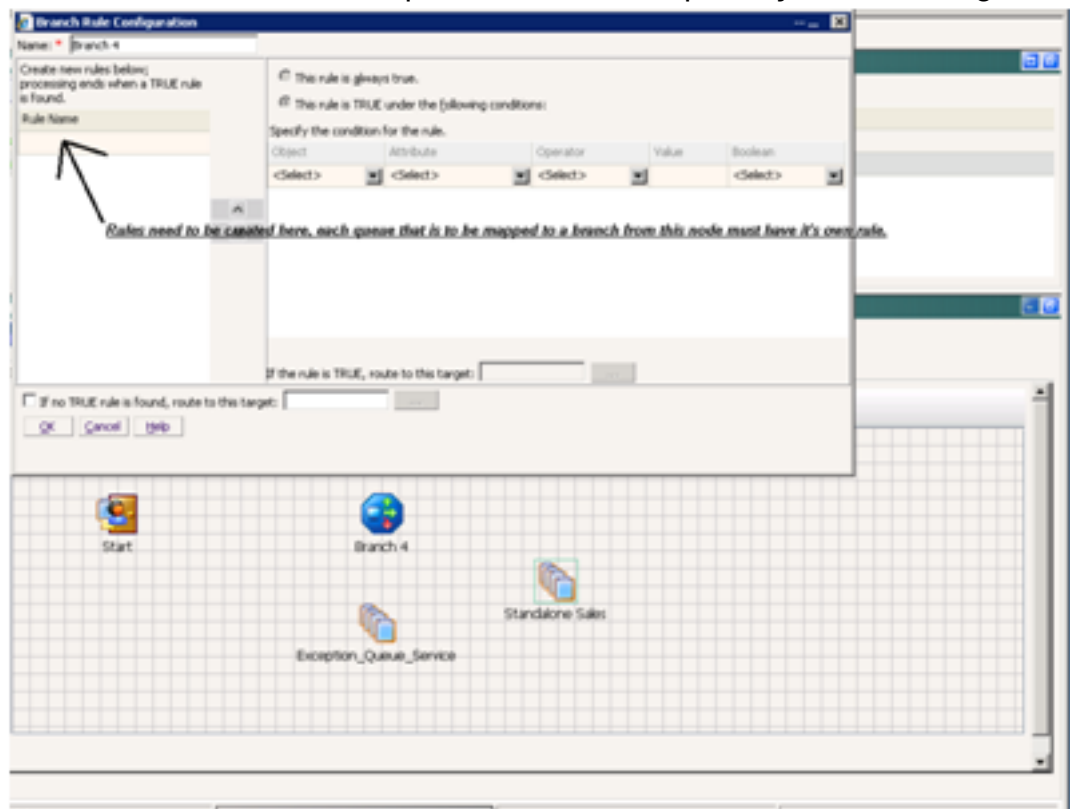 Branch Rule Configuration
Name: * Branch 4
Create new rules below;
processing ends when a TRUE rule
is found.
Rule Name
This rule is always true.
This rule is TRUE under the following conditions:
Specify the condition for the rule.
Object Attribute Operator Value Boolean
<Select> <Select> <Select> <Select>
Rules need to be created here, each queue that is to be mapped to a branch from this node must have it's own rule.
If the rule is TRUE, route to this target: ...
If no TRUE rule is found, route to this target: ...
OK Cancel Help
Start
Branch 4
Standalone Sales
Exception_Queue_Service